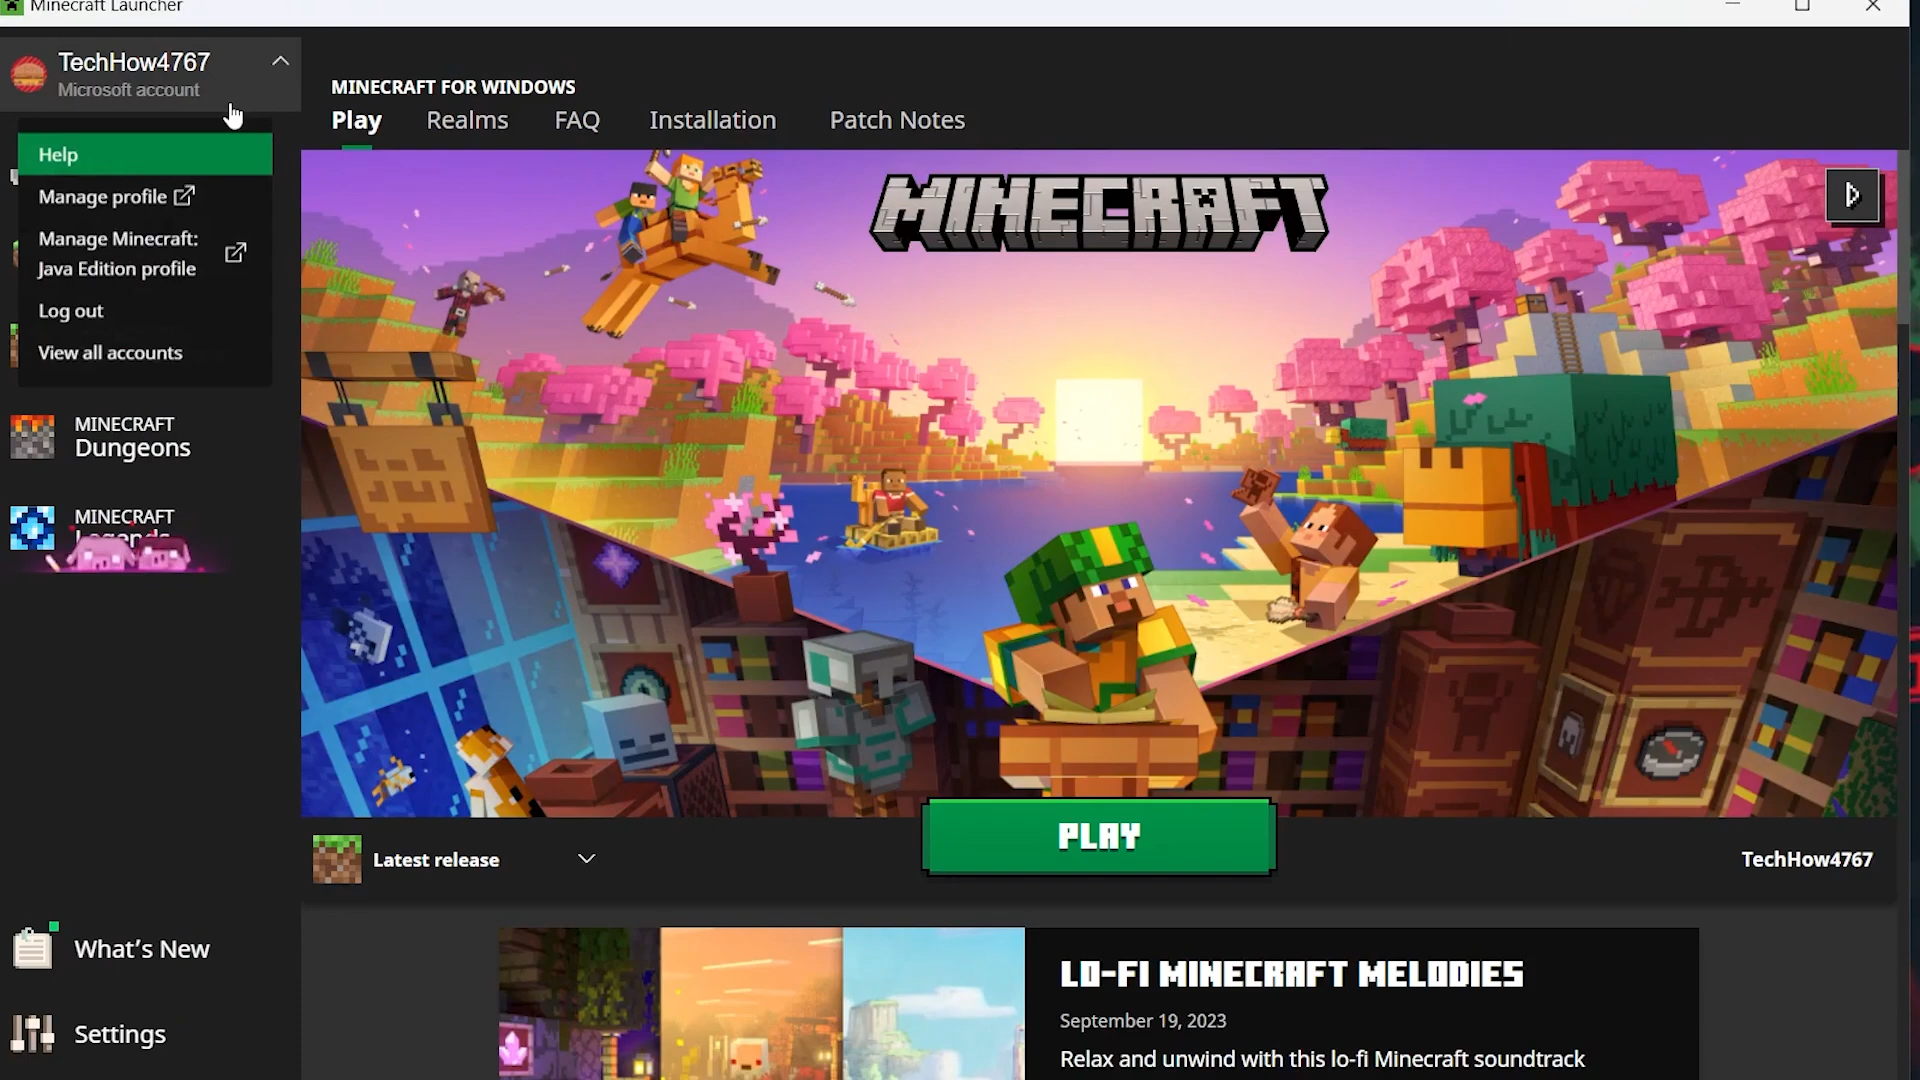 Minecraft Launcher
TechHow4767
Microsoft account
Help
Manage profile
Manage Minecraft:
Java Edition profile
Log out
View all accounts
MINECRAFT
Dungeons
MINECRAFT
Legends
What's New
Settings
MINECRAFT FOR WINDOWS
Play Realms FAQ Installation Patch Notes
MINECRAFT
Latest release
PLAY
TechHow4767
LO-FI MINECRAFT MELODIES
September 19, 2023
Relax and unwind with this lo-fi Minecraft soundtrack